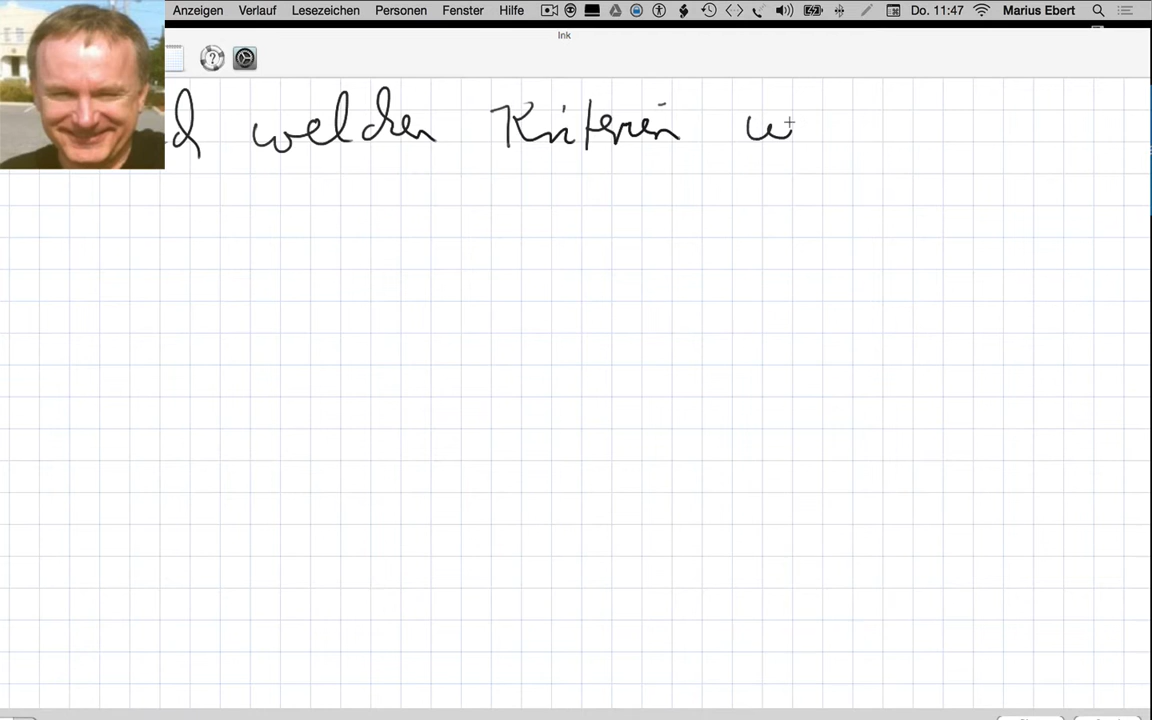 Anzeigen Verlauf Lesezeichen Personen Fenster Hilfe Do. 11:47 Marius Ebert
Ink
welchen Kriterien w